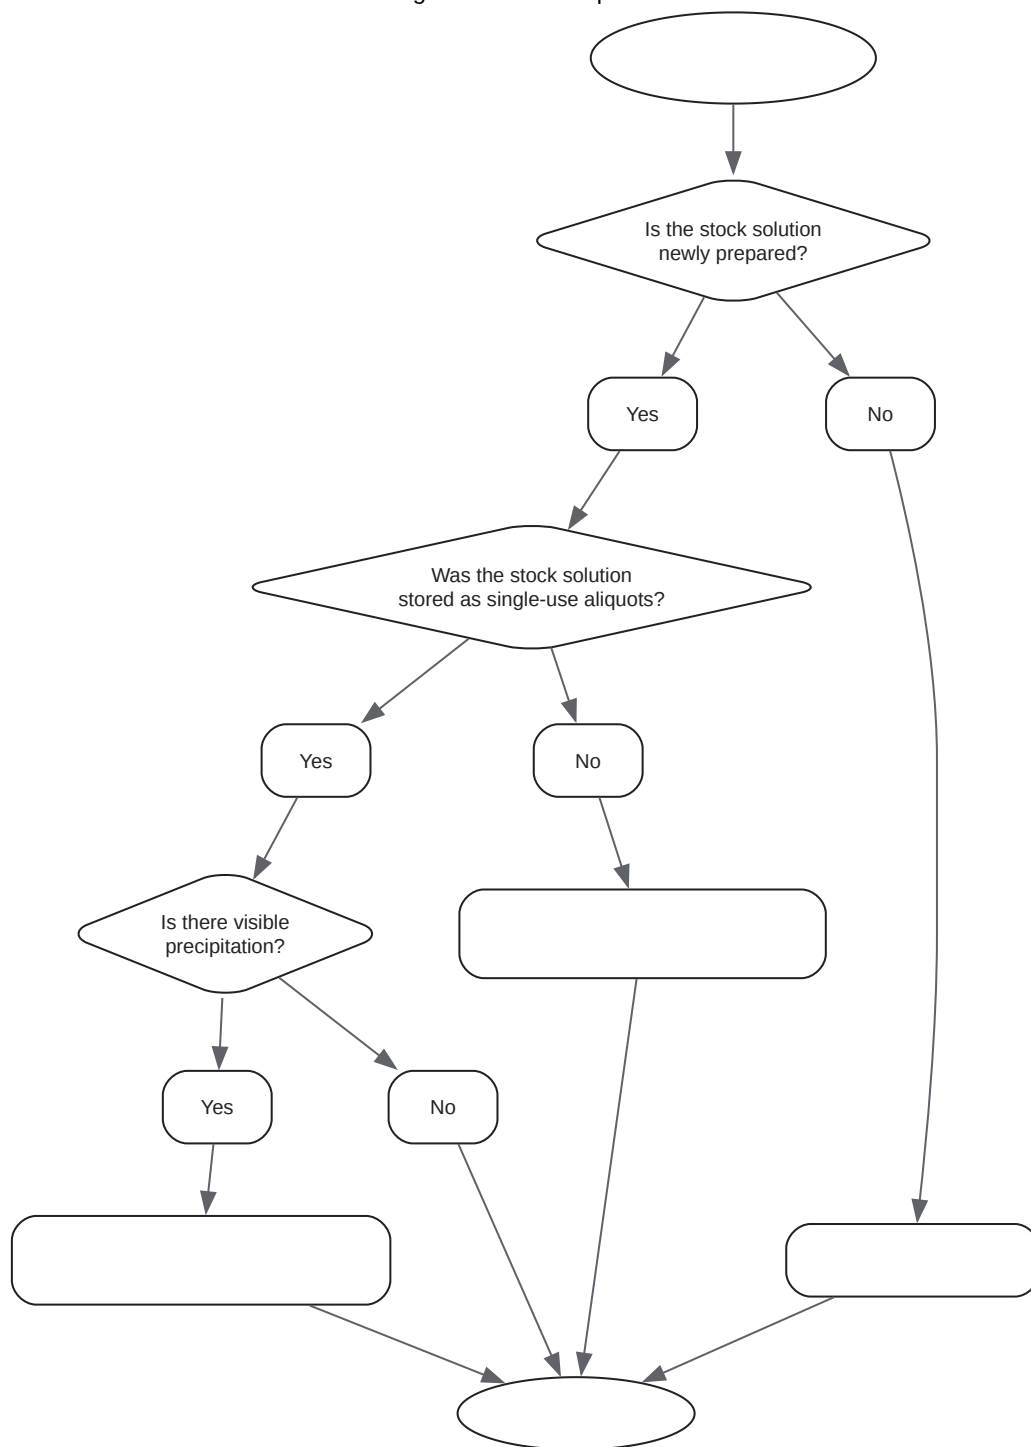 Is the stock solution
newly prepared?
Yes
No
Was the stock solution
stored as single-use aliquots?
Yes
No
Is there visible
precipitation?
Yes
No